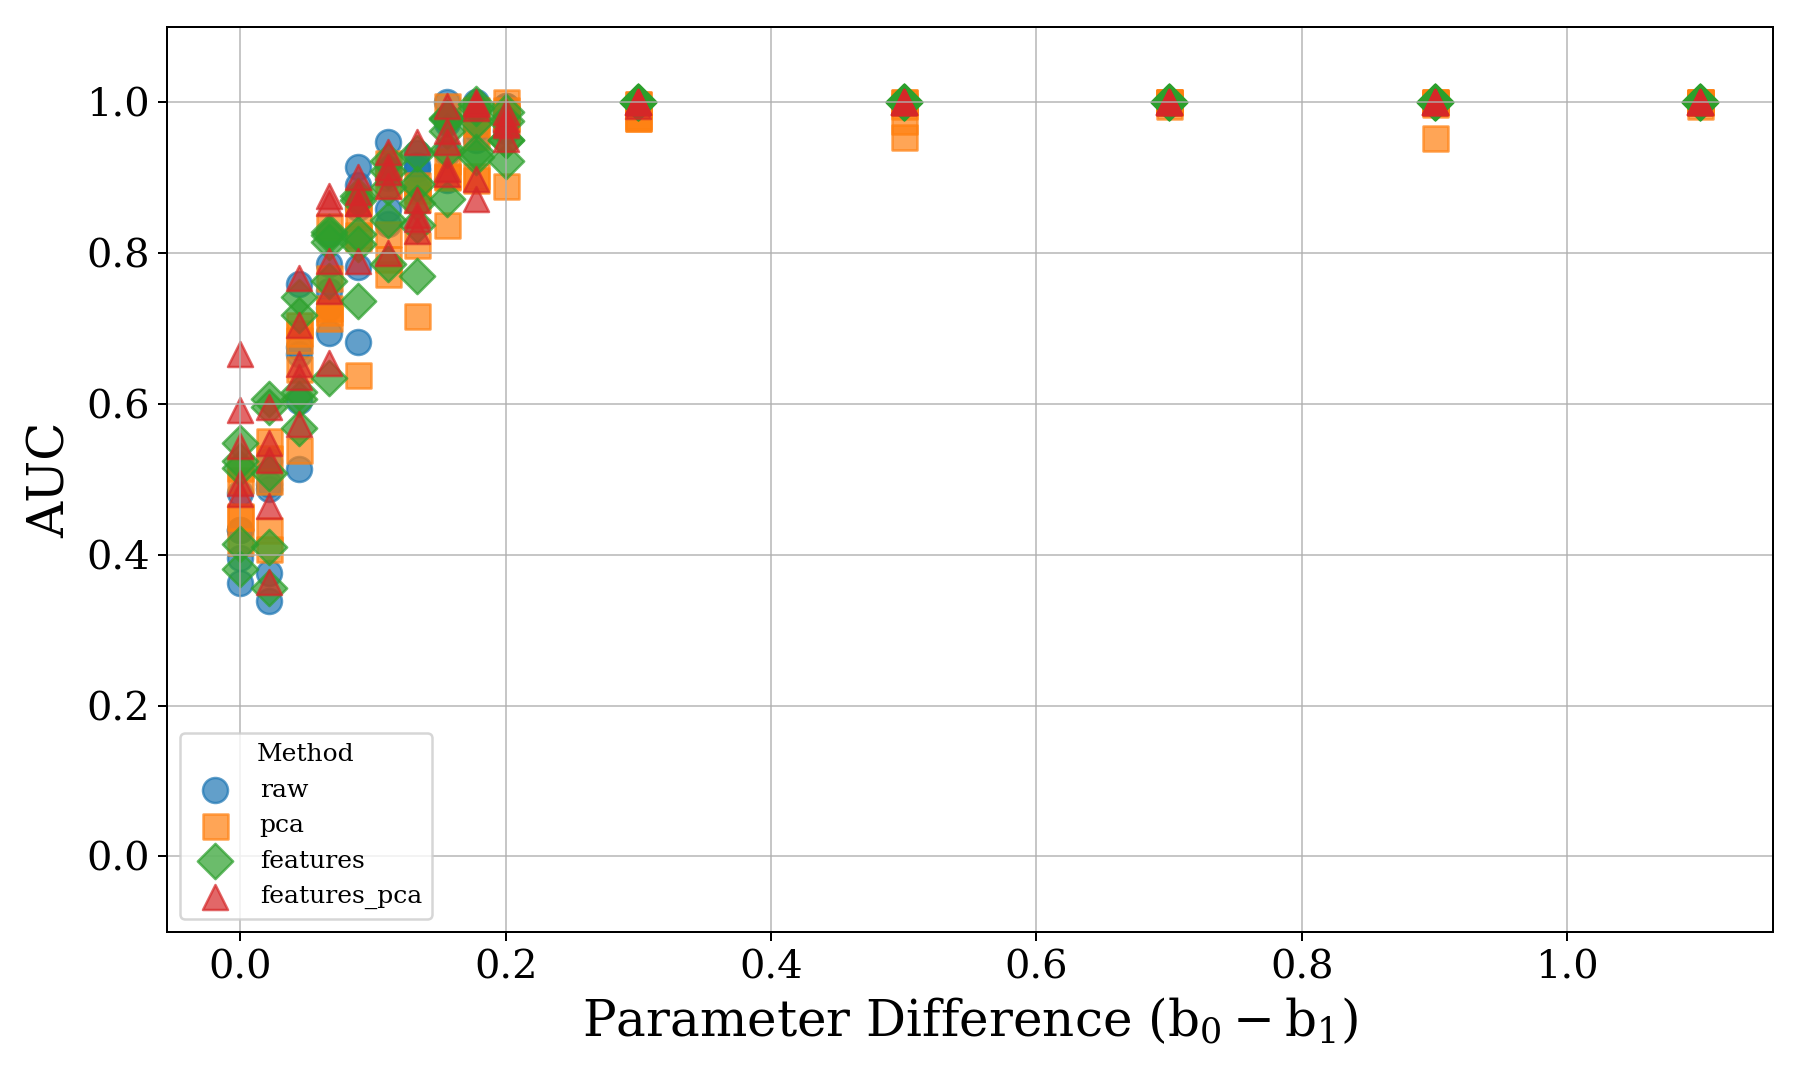 1.0
0.8
0.6
0.4
0.2
0.0
AUC
Method
raw
pca
features
features_pca
0.0 0.2 0.4 0.6 0.8 1.0
Parameter Difference (b₀ − b₁)